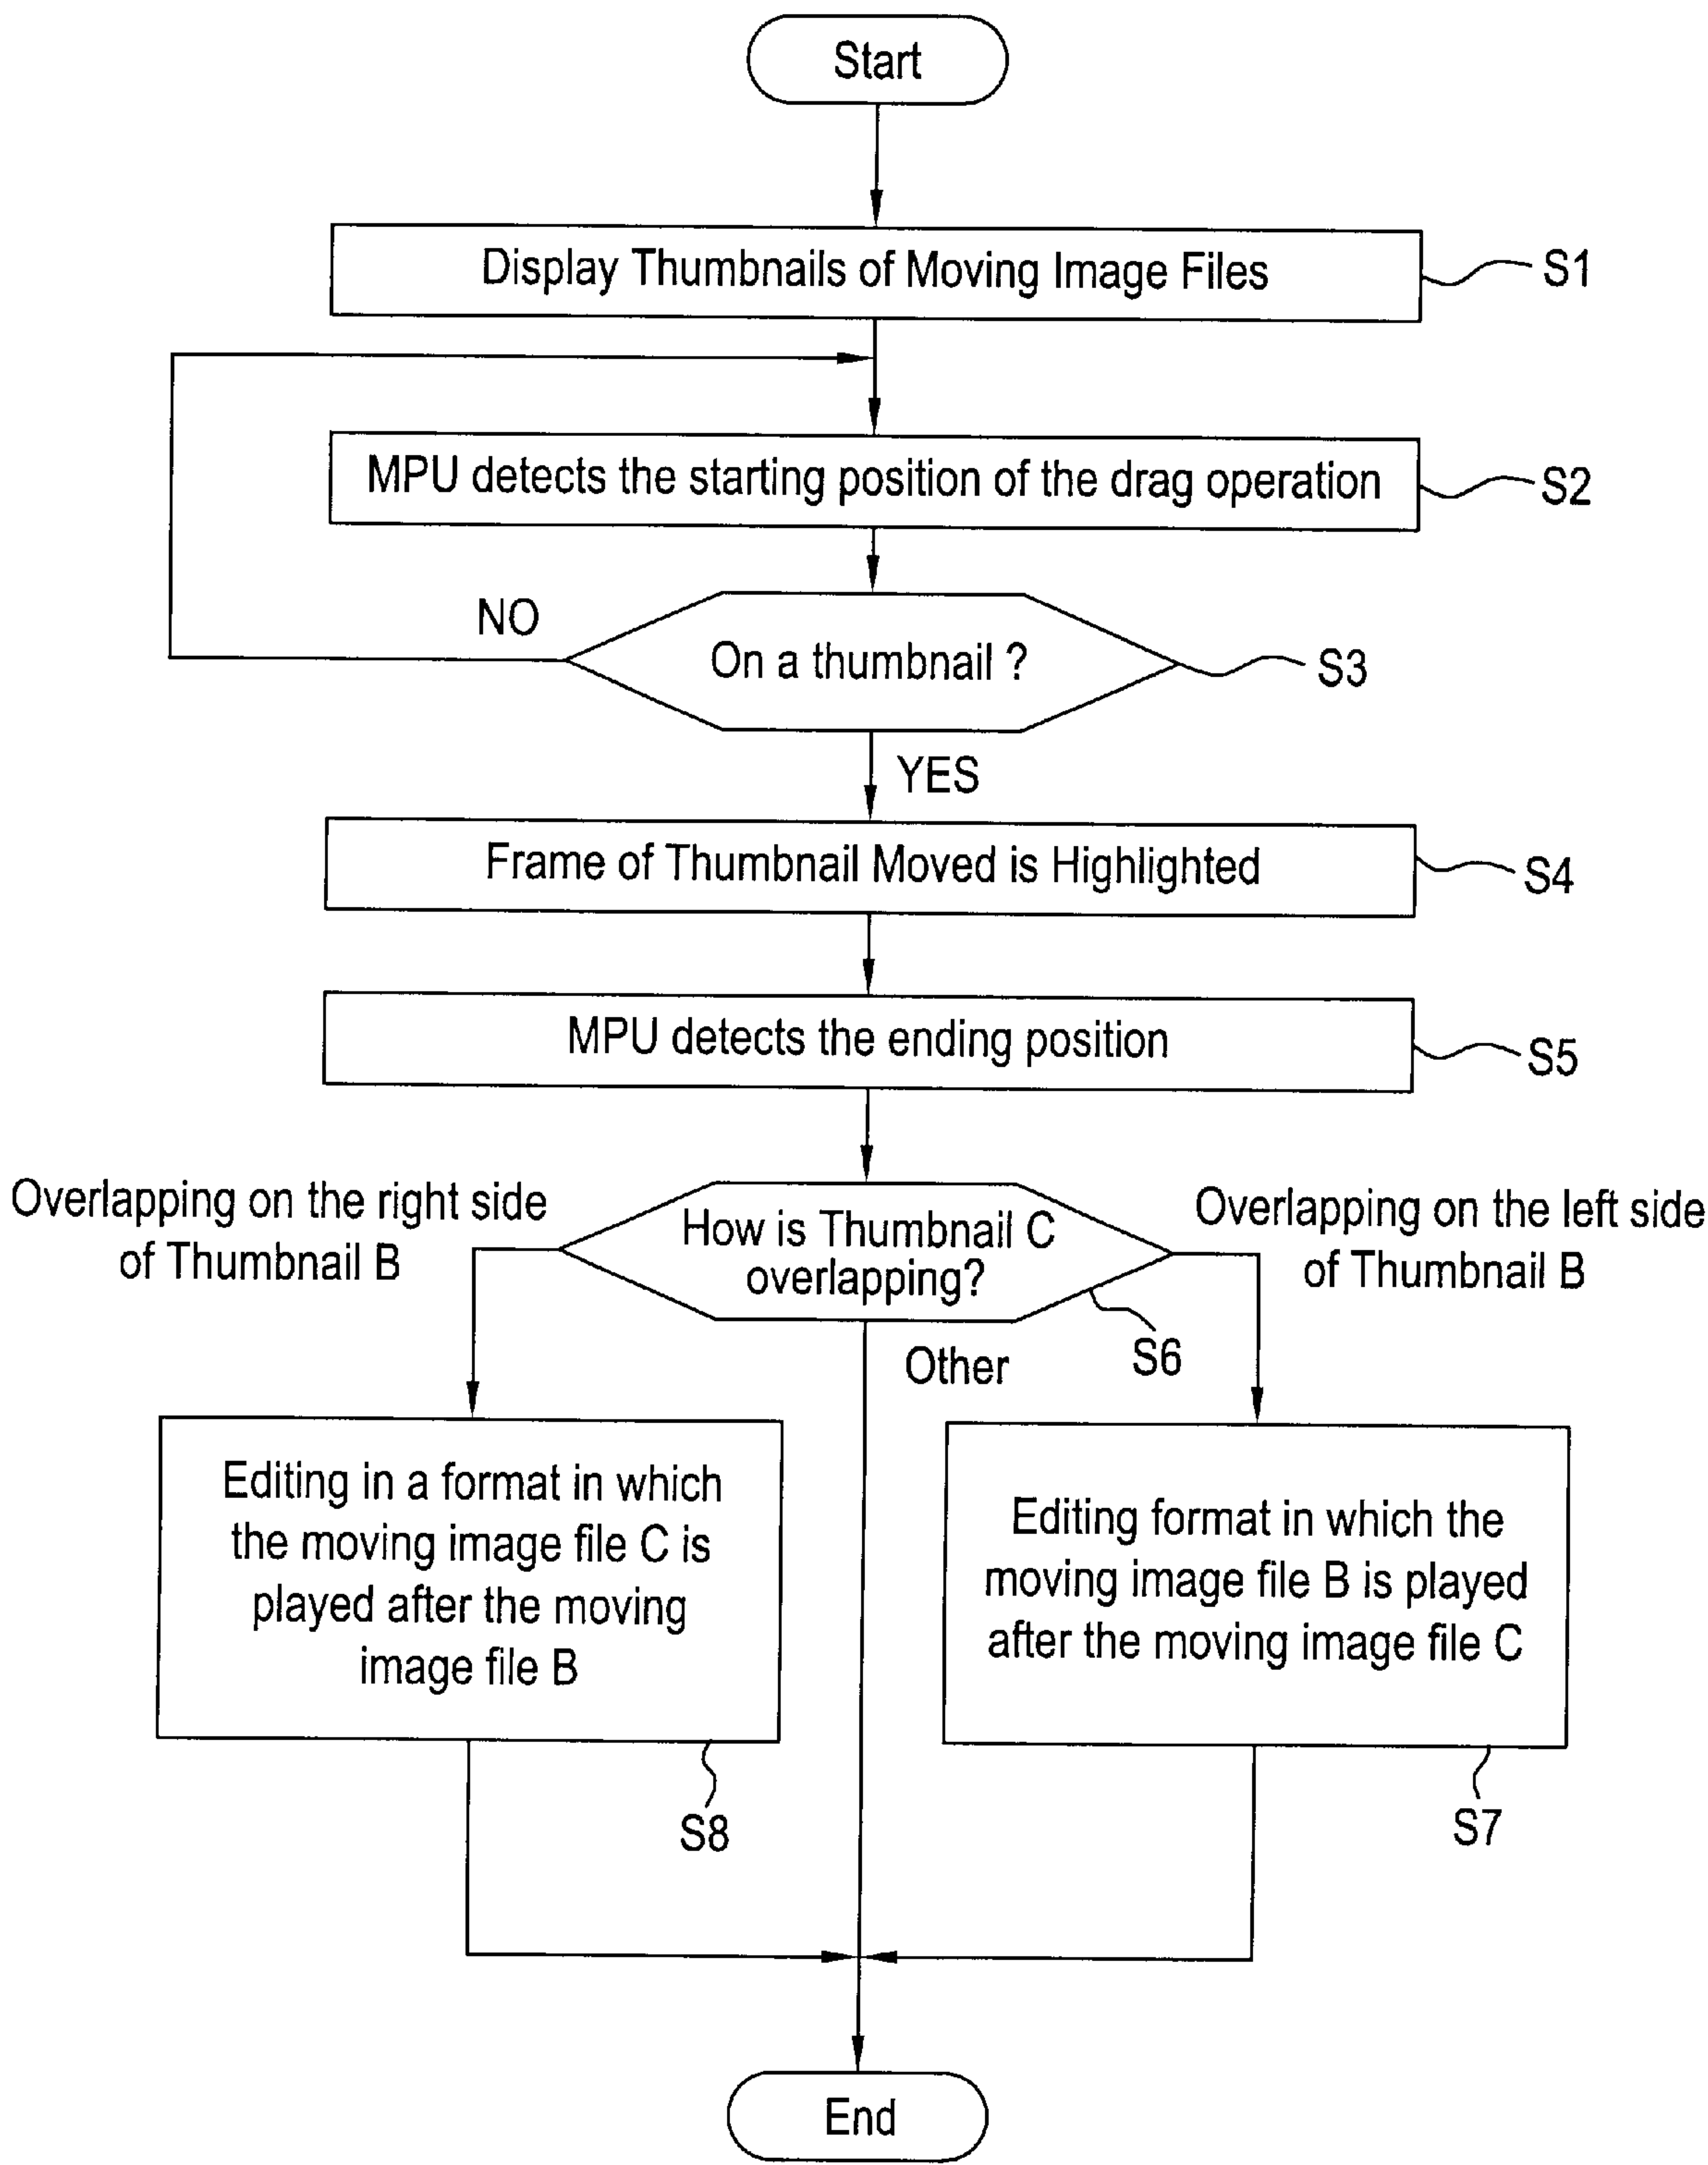 Start
Display Thumbnails of Moving Image Files
S1
MPU detects the starting position of the drag operation
S2
NO
On a thumbnail ?
S3
YES
Frame of Thumbnail Moved is Highlighted
S4
MPU detects the ending position
S5
Overlapping on the right side
of Thumbnail B
How is Thumbnail C
overlapping?
Overlapping on the left side
of Thumbnail B
S6
Other
Editing in a format in which
the moving image file C is
played after the moving
image file B
S8
Editing format in which the
moving image file B is played
after the moving image file C
S7
End